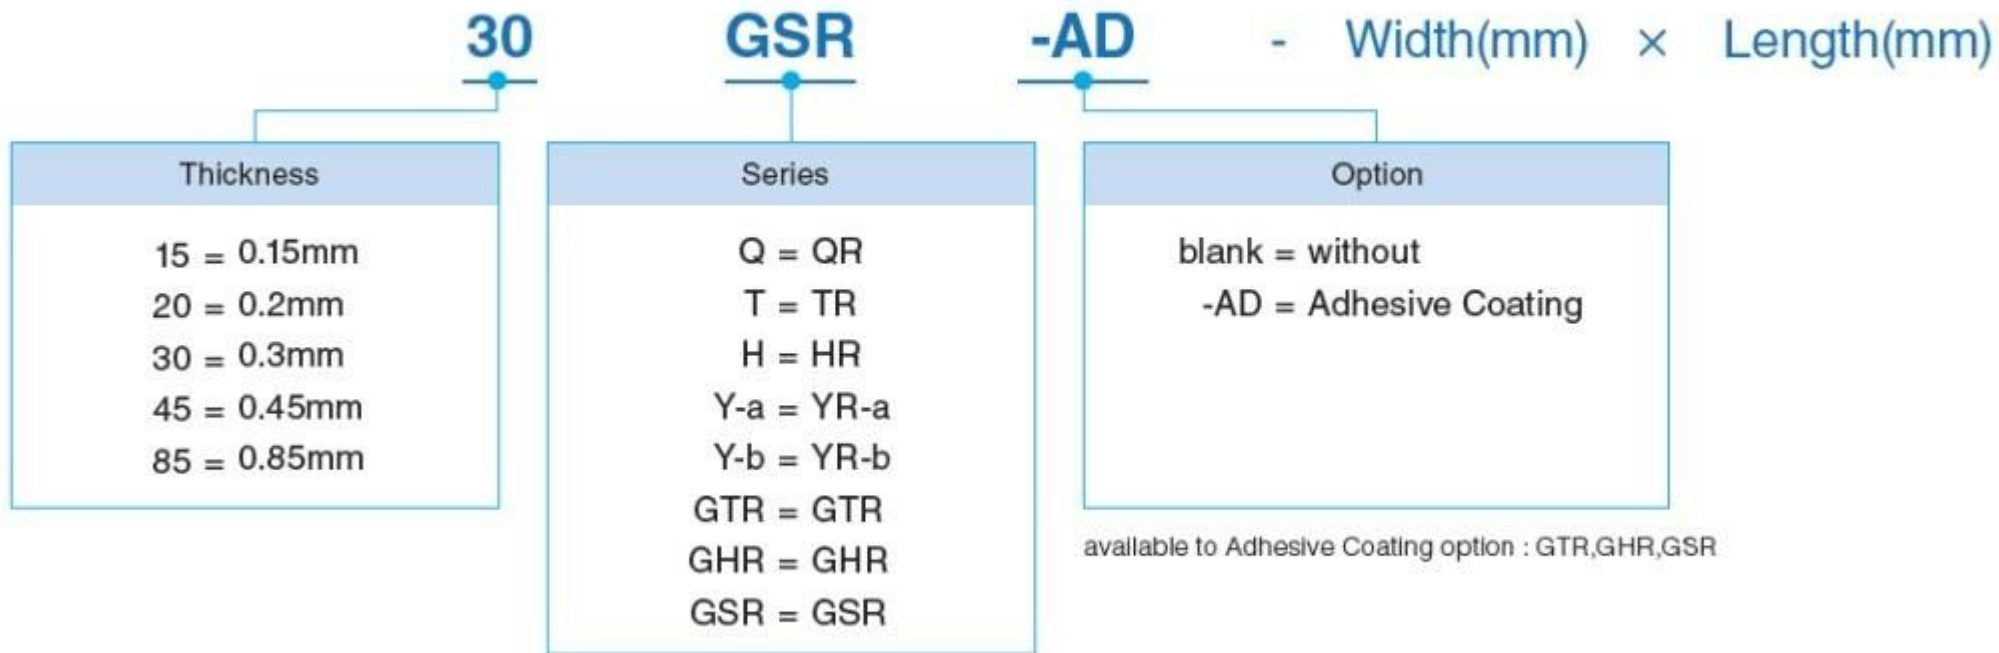 30 GSR -AD - Width(mm) × Length(mm)
Thickness
15 = 0.15mm
20 = 0.2mm
30 = 0.3mm
45 = 0.45mm
85 = 0.85mm
Series
Q = QR
T = TR
H = HR
Y-a = YR-a
Y-b = YR-b
GTR = GTR
GHR = GHR
GSR = GSR
Option
blank = without
-AD = Adhesive Coating
available to Adhesive Coating option : GTR,GHR,GSR